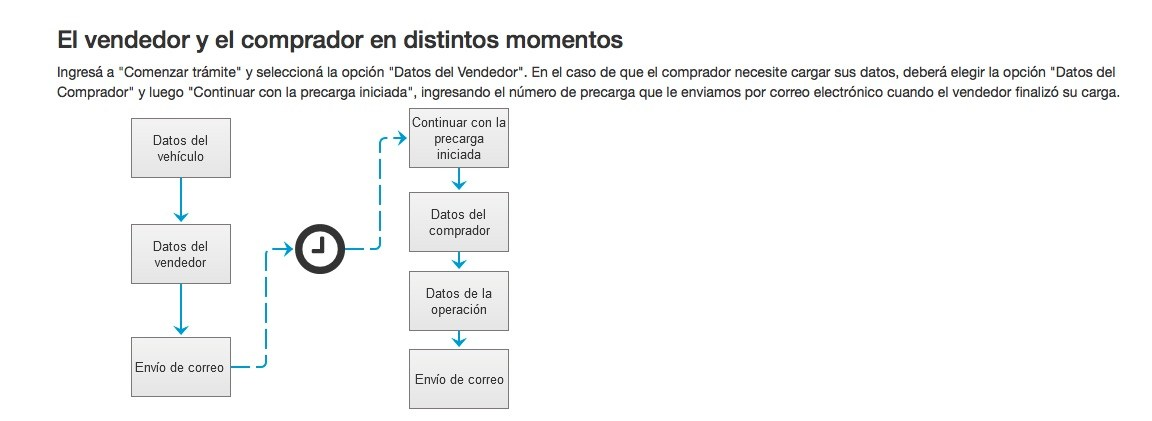 El vendedor y el comprador en distintos momentos
Ingresá a "Comenzar trámite" y seleccioná la opción "Datos del Vendedor". En el caso de que el comprador necesite cargar sus datos, deberá elegir la opción "Datos del
Comprador" y luego "Continuar con la precarga iniciada", ingresando el número de precarga que le enviamos por correo electrónico cuando el vendedor finalizó su carga.
Datos del
vehículo
Datos del
vendedor
Envío de correo
Continuar con la
precarga
iniciada
Datos del
comprador
Datos de la
operación
Envío de correo